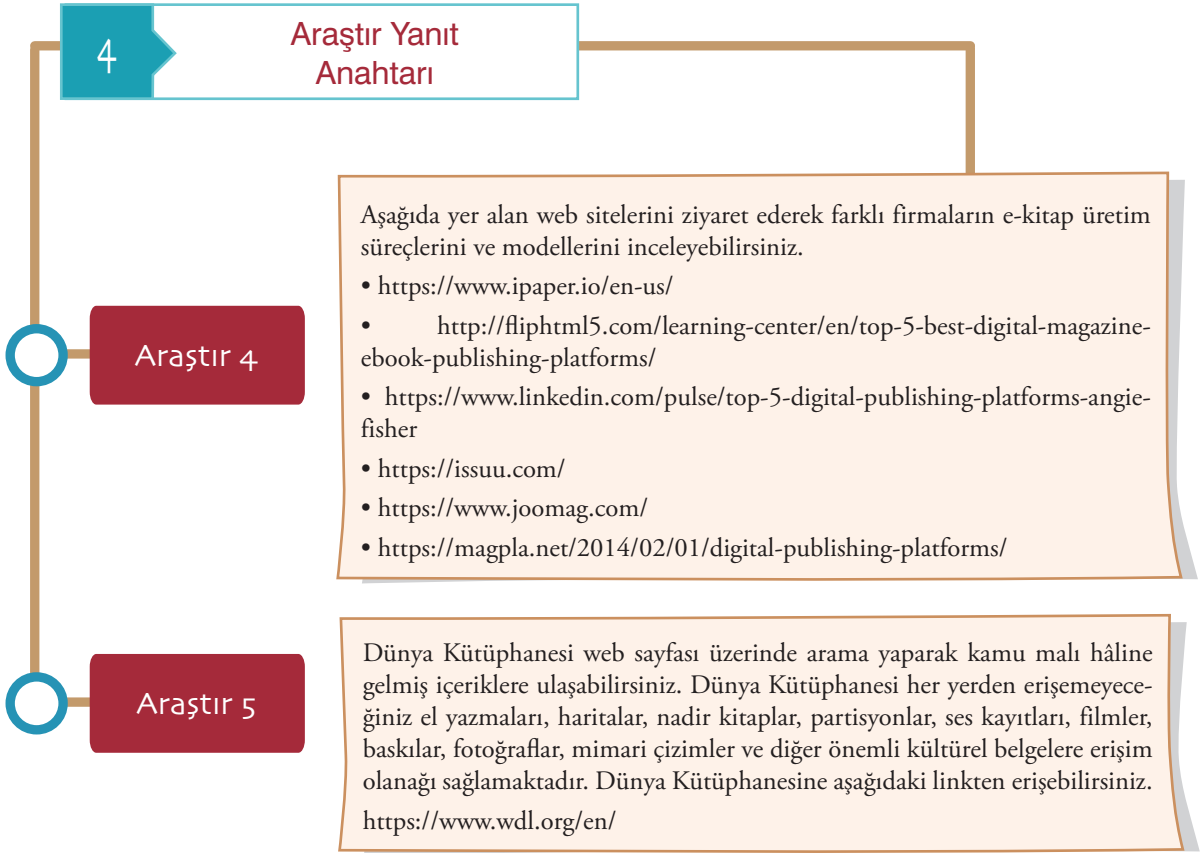 4
Araştır Yanıt
Anahtarı
Araştır 4
Aşağıda yer alan web sitelerini ziyaret ederek farklı firmaların e-kitap üretim
süreçlerini ve modellerini inceleyebilirsiniz.
• https://www.ipaper.io/en-us/
• http://fliphtml5.com/learning-center/en/top-5-best-digital-magazine-
ebook-publishing-platforms/
• https://www.linkedin.com/pulse/top-5-digital-publishing-platforms-angie-
fisher
• https://issuu.com/
• https://www.joomag.com/
• https://magpla.net/2014/02/01/digital-publishing-platforms/
Araştır 5
Dünya Kütüphanesi web sayfası üzerinde arama yaparak kamu malı hâline
gelmiş içeriklere ulaşabilirsiniz. Dünya Kütüphanesi her yerden erişemeyece-
ğiniz el yazmaları, haritalar, nadir kitaplar, partisyonlar, ses kayıtları, filmler,
baskılar, fotoğraflar, mimari çizimler ve diğer önemli kültürel belgelere erişim
olanağı sağlamaktadır. Dünya Kütüphanesine aşağıdaki linkten erişebilirsiniz.
https://www.wdl.org/en/